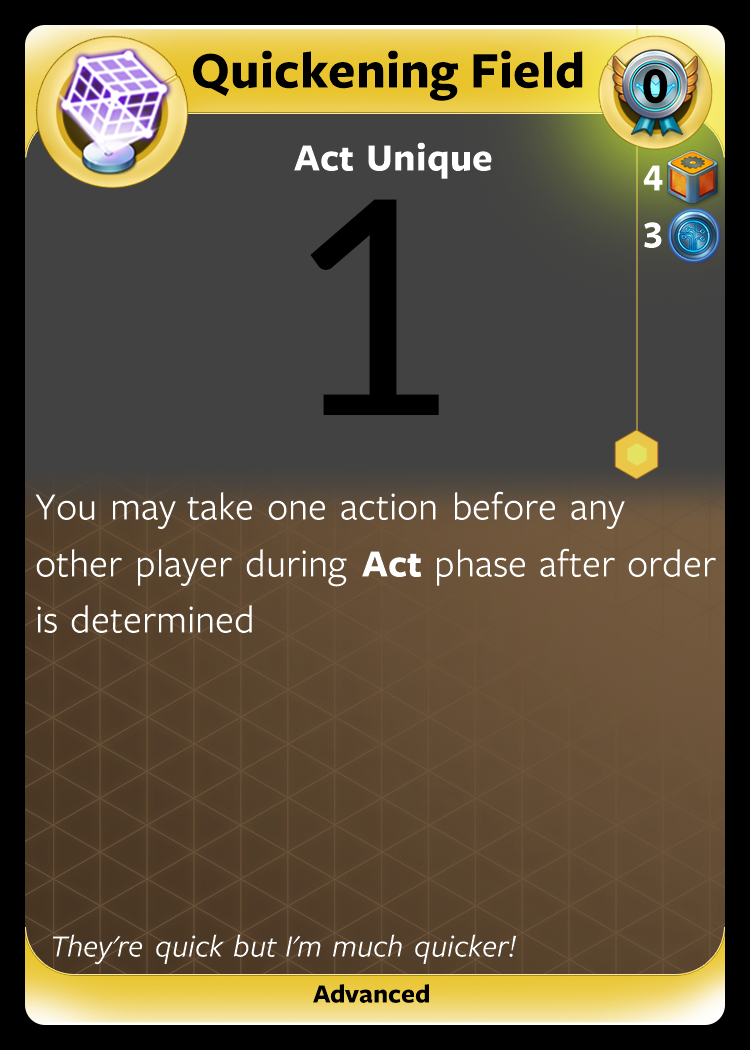 Quickening Field
0
Act Unique
4
3
1
You may take one action before any
other player during Act phase after order
is determined
They're quick but I'm much quicker!
Advanced